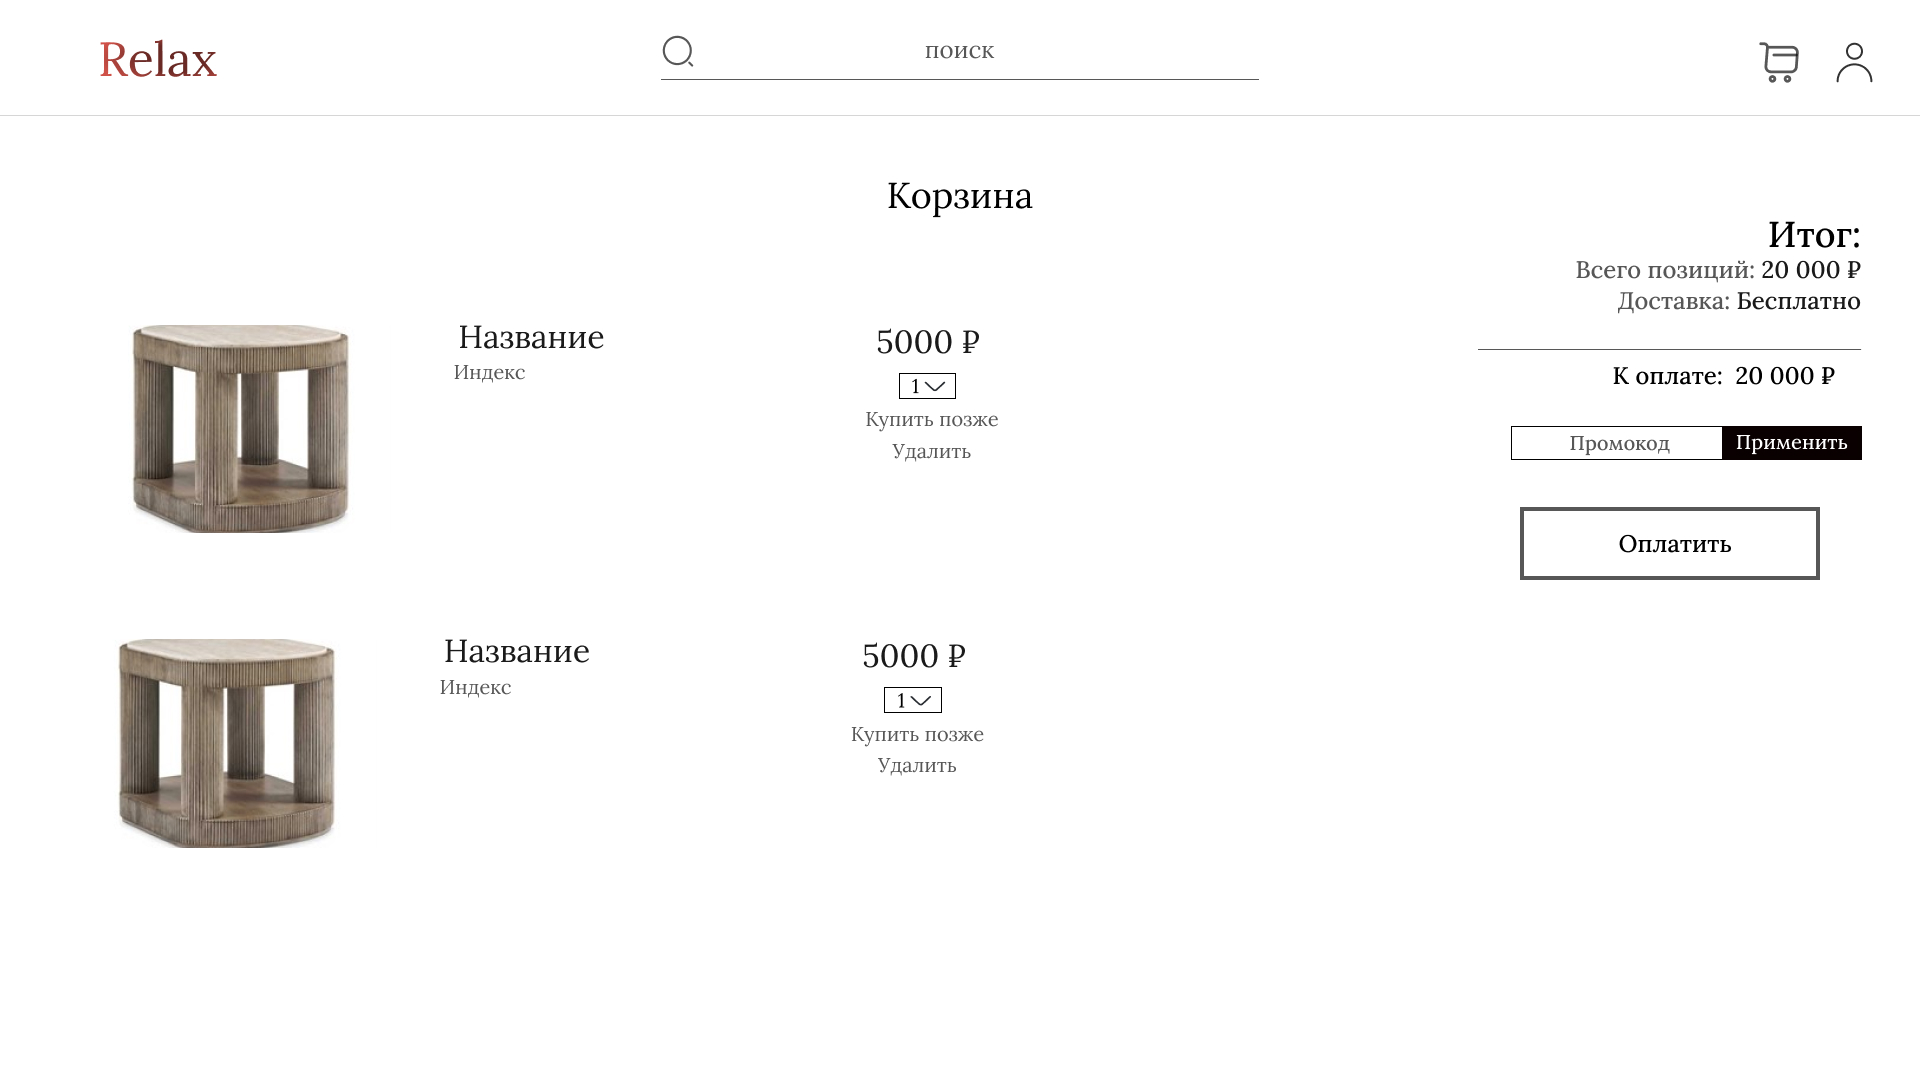 Relax
поиск
Корзина
Итог:
Всего позиций: 20 000 ₽
Доставка: Бесплатно
К оплате: 20 000 ₽
Промокод
Применить
Оплатить
Название
Индекс
5000 ₽
1
Купить позже
Удалить
Название
Индекс
5000 ₽
1
Купить позже
Удалить